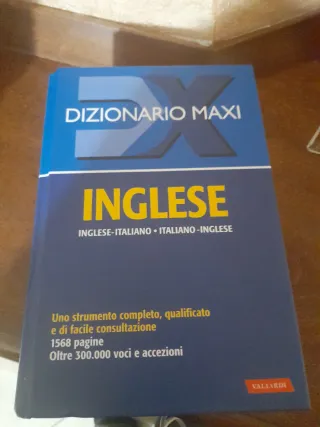 DX
DIZIONARIO MAXI
INGLESE
INGLESE-ITALIANO • ITALIANO-INGLESE
Uno strumento completo, qualificato
e di facile consultazione
1568 pagine
Oltre 300.000 voci e accezioni
VALLARDI